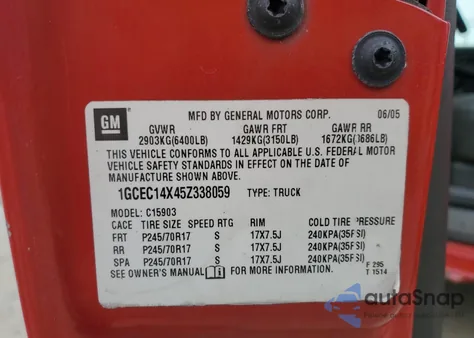 GM
MFD BY GENERAL MOTORS CORP. 06/05
GVWR GAWR FRT GAWR RR
2903KG(6400LB) 1429KG(3150LB) 1672KG(3686LB)
THIS VEHICLE CONFORMS TO ALL APPLICABLE U.S. FEDERAL MOTOR
VEHICLE SAFETY STANDARDS IN EFFECT ON THE DATE OF
MANUFACTURE SHOWN ABOVE.
1GCEC14X45Z338059 TYPE: TRUCK
MODEL: C15903
CACE TIRE SIZE SPEED RTG RIM COLD TIRE PRESSURE
FRT P245/70R17 S 17X7.5J 240KPA(35PSI)
RR P245/70R17 S 17X7.5J 240KPA(35PSI)
SPA P245/70R17 S 17X7.5J 240KPA(35PSI)
SEE OWNER'S MANUAL FOR MORE INFORMATION.
F 295
T 1514
autaSnap